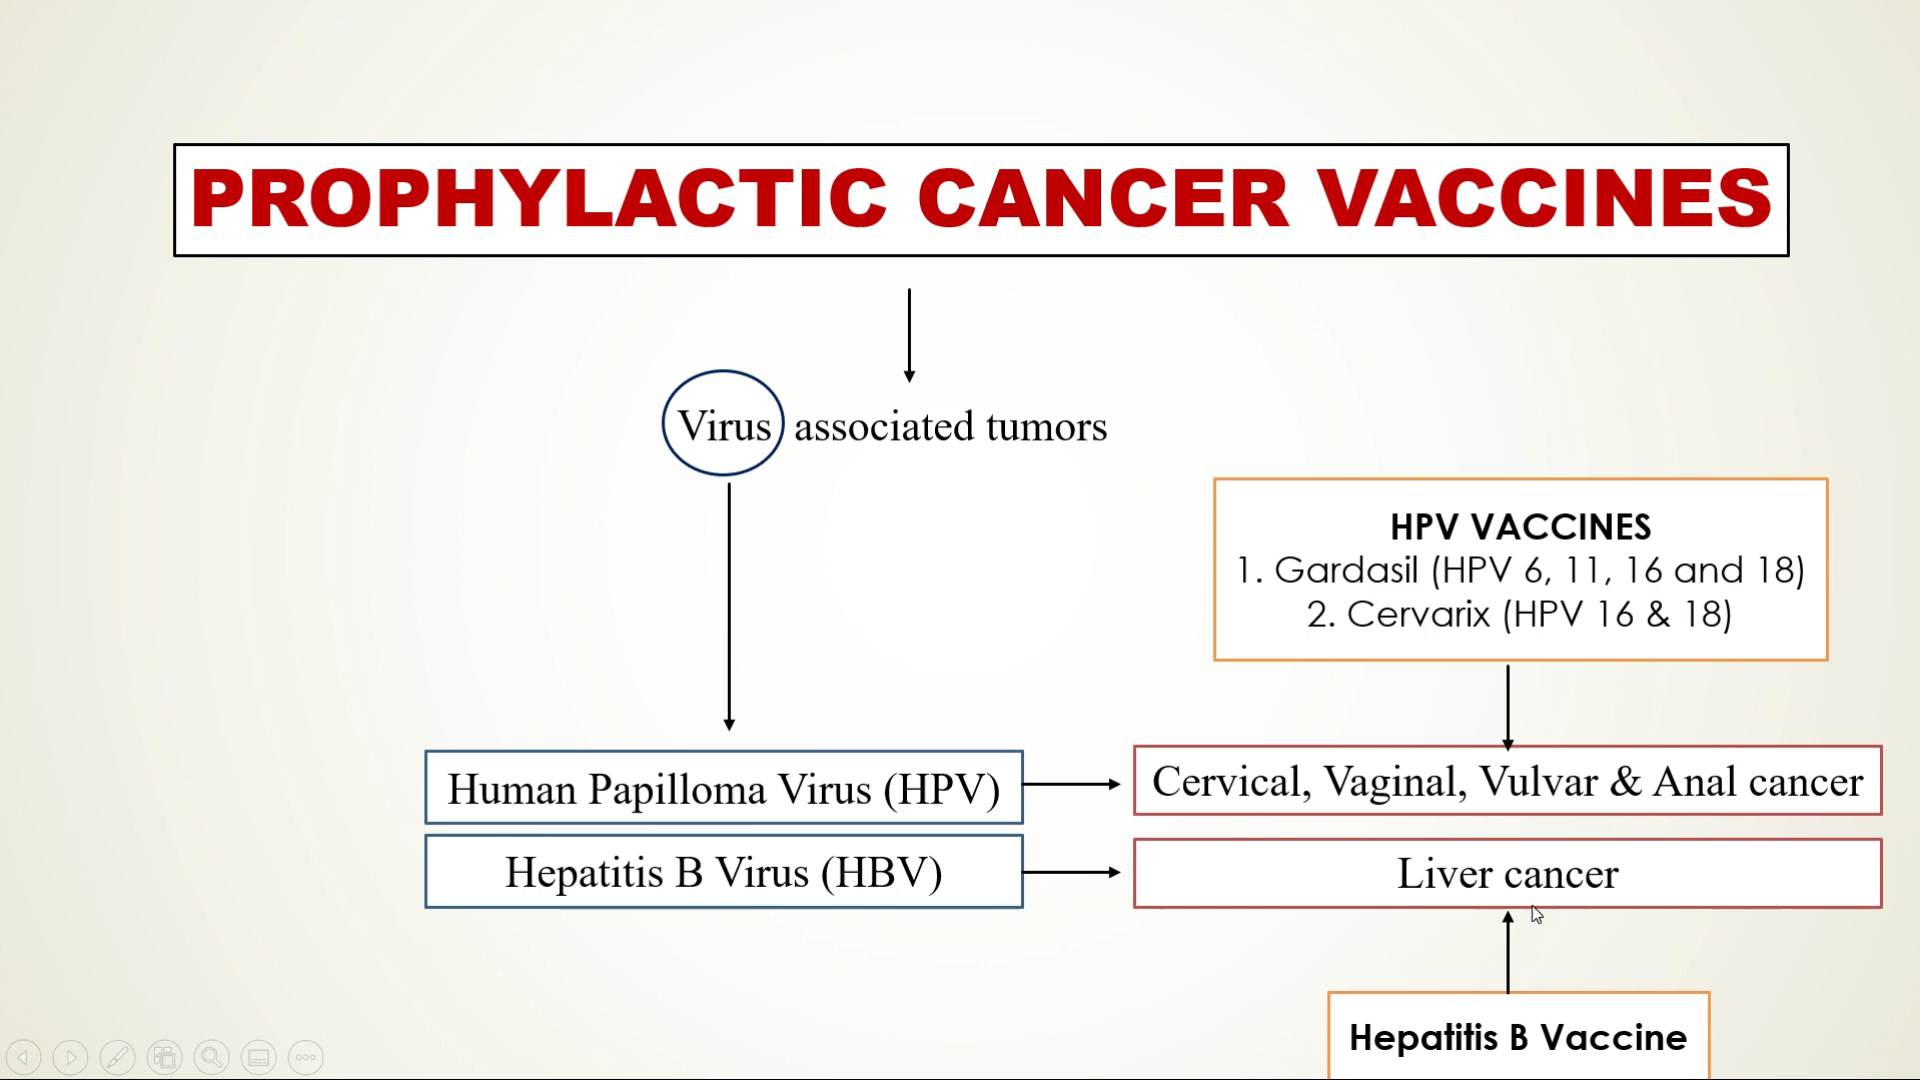 PROPHYLACTIC CANCER VACCINES
Virus associated tumors
HPV VACCINES
1. Gardasil (HPV 6, 11, 16 and 18)
2. Cervarix (HPV 16 & 18)
Human Papilloma Virus (HPV)
Cervical, Vaginal, Vulvar & Anal cancer
Hepatitis B Virus (HBV)
Liver cancer
Hepatitis B Vaccine